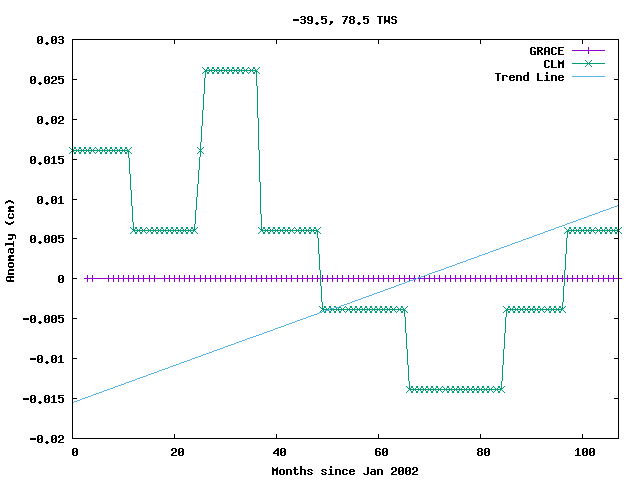 -39.5, 78.5 TWS
0.03
0.025
0.02
0.015
0.01
0.005
0
-0.005
-0.01
-0.015
-0.02
Anomaly (cm)
GRACE
CLM
Trend Line
0 20 40 60 80 100
Months since Jan 2002